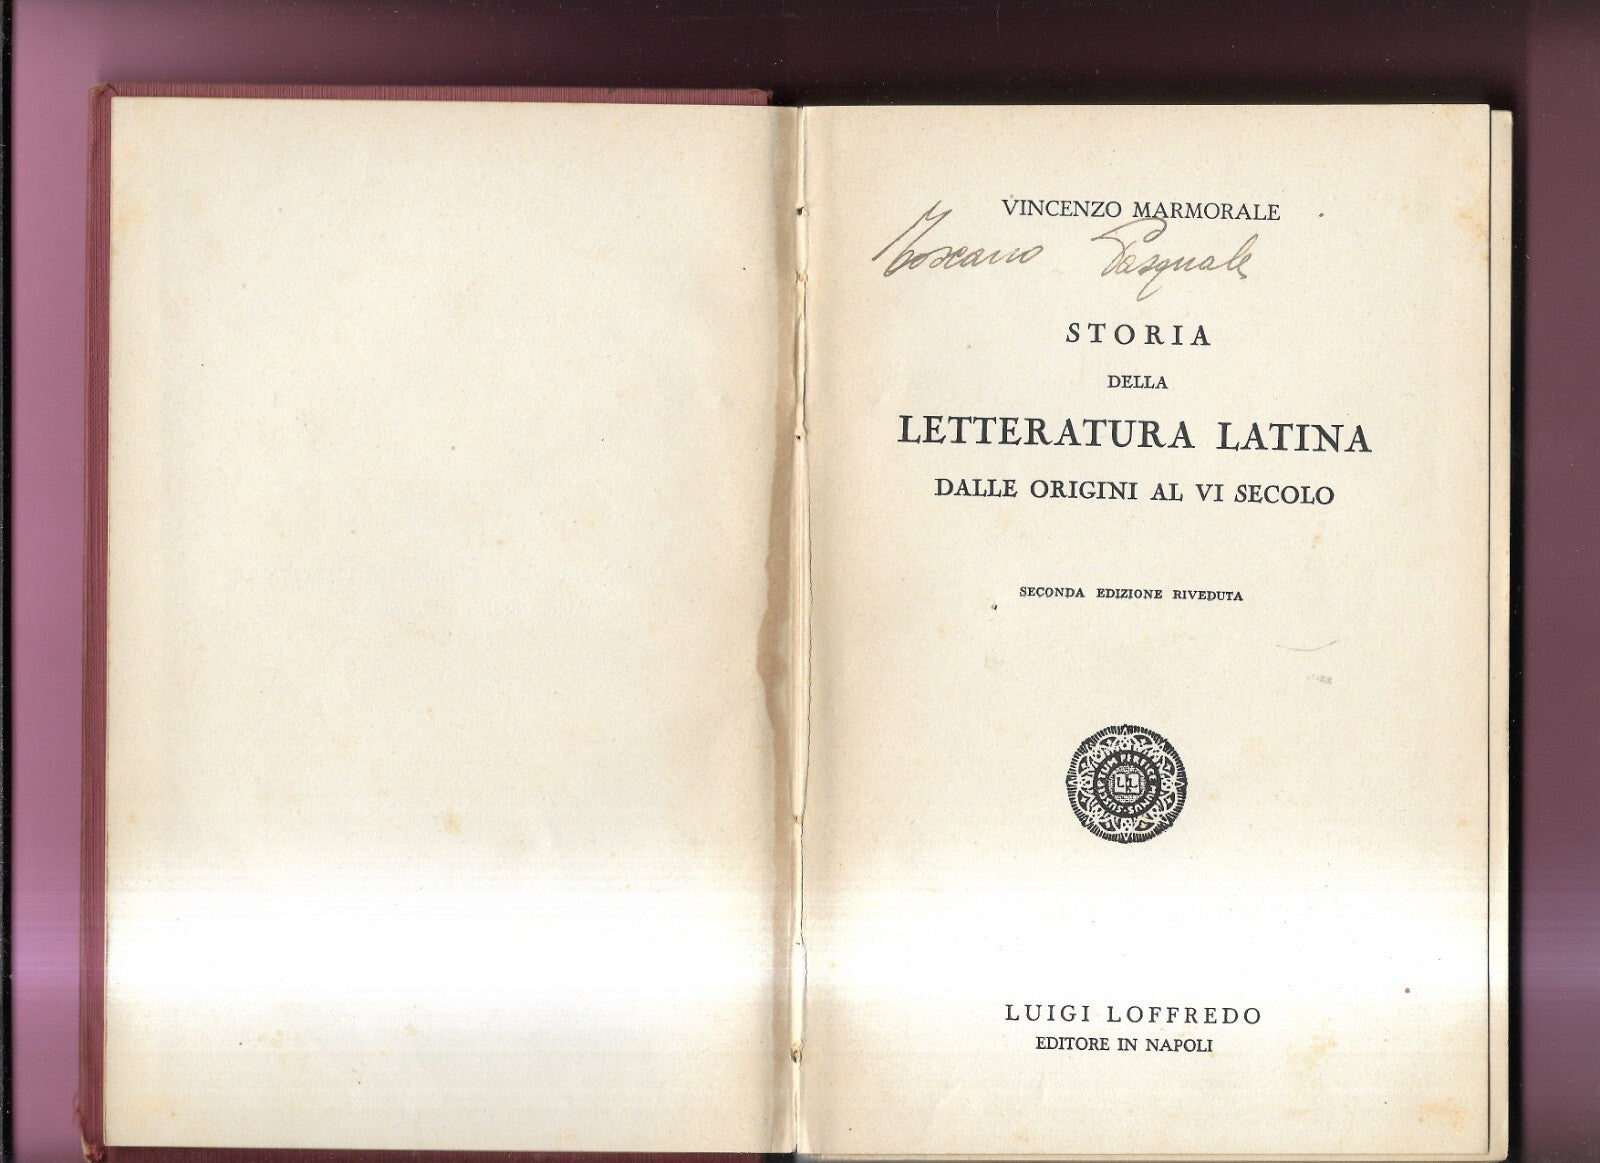 VINCENZO MARMORALE
Toscano Pasquale
STORIA
DELLA
LETTERATURA LATINA
DALLE ORIGINI AL VI SECOLO
SECONDA EDIZIONE RIVEDUTA
LUIGI LOFFREDO
EDITORE IN NAPOLI